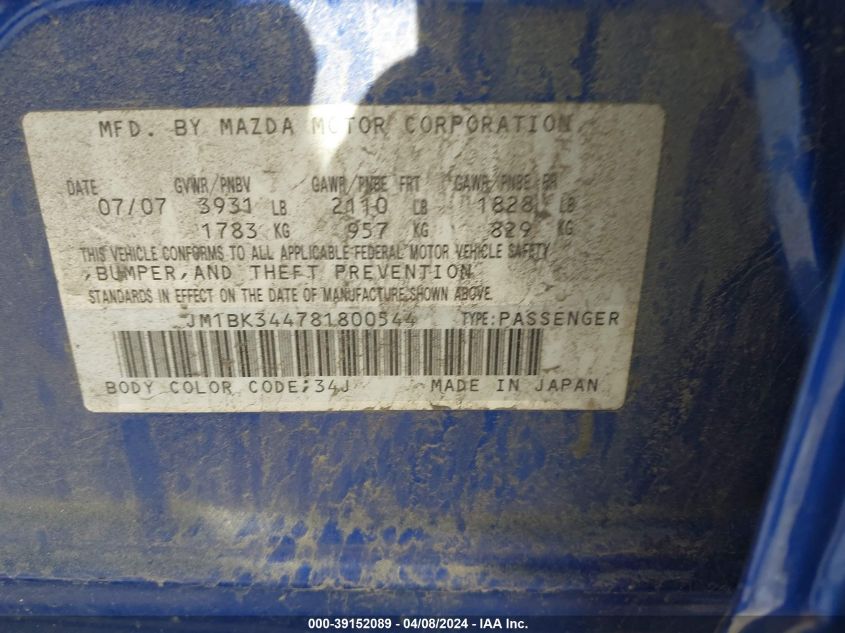 MFD. BY MAZDA MOTOR CORPORATION
DATE GVWR/PNBV GAWR/PNBE FRT GAWR/PNBE RR
07/07 3931 LB 2110 LB 1828 LB
1783 KG 957 KG 829 KG
THIS VEHICLE CONFORMS TO ALL APPLICABLE FEDERAL MOTOR VEHICLE SAFETY
,BUMPER,AND THEFT PREVENTION
STANDARDS IN EFFECT ON THE DATE OF MANUFACTURE SHOWN ABOVE.
JM1BK344781800544 TYPE:PASSENGER
BODY COLOR CODE:34J MADE IN JAPAN
000-39152089 - 04/08/2024 - IAA Inc.